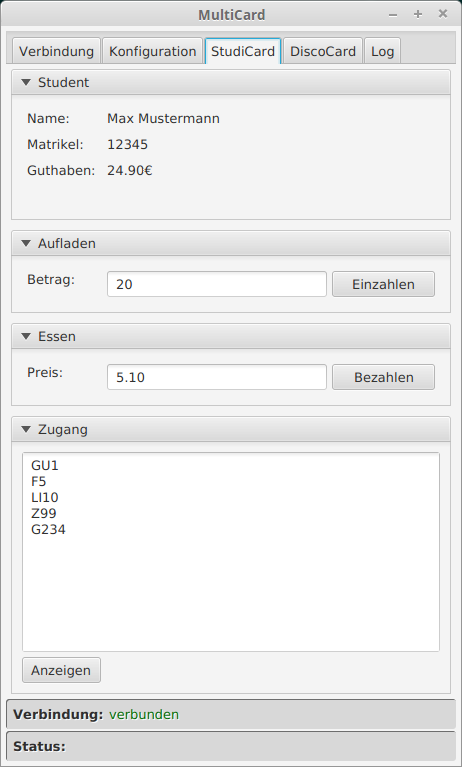 MultiCard
Verbindung Konfiguration StudiCard DiscoCard Log
Student
Name: Max Mustermann
Matrikel: 12345
Guthaben: 24.90€
Aufladen
Betrag: 20 Einzahlen
Essen
Preis: 5.10 Bezahlen
Zugang
GU1
F5
LI10
Z99
G234
Anzeigen
Verbindung: verbunden
Status: